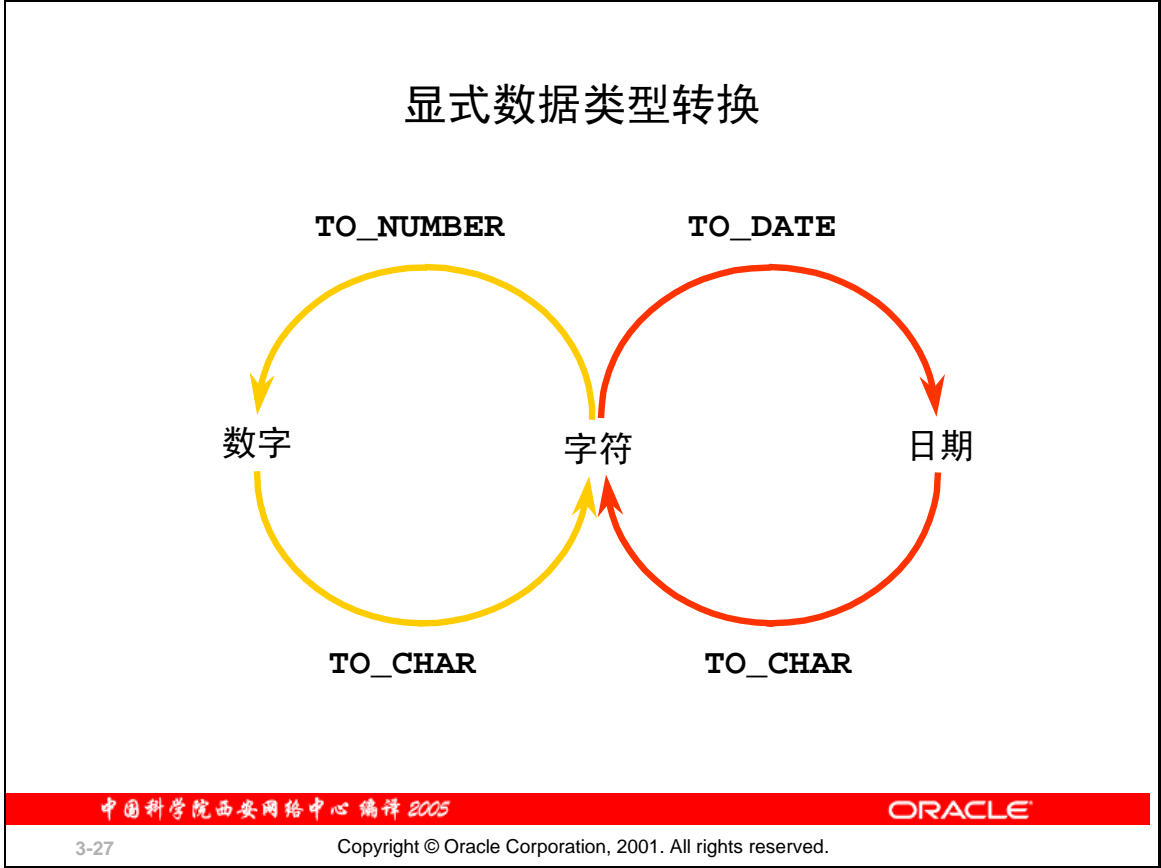 显式数据类型转换
TO_NUMBER TO_DATE
数字 字符 日期
TO_CHAR TO_CHAR
中国科学院西安网络中心 编译 2005 ORACLE
3-27 Copyright © Oracle Corporation, 2001. All rights reserved.